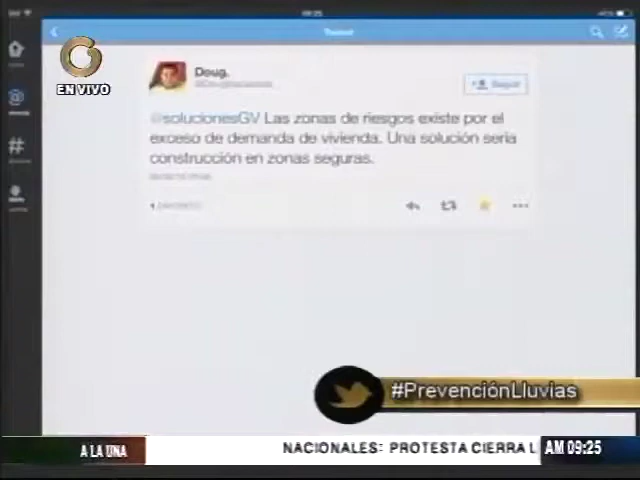 EN VIVO
Tweet
Doug.
Seguir
@solucionesGV Las zonas de riesgos existe por el
exceso de demanda de vivienda. Una solución seria
construcción en zonas seguras.
#PrevenciónLluvias
A LA UNA
NACIONALES: PROTESTA CIERRA L
AM 09:25